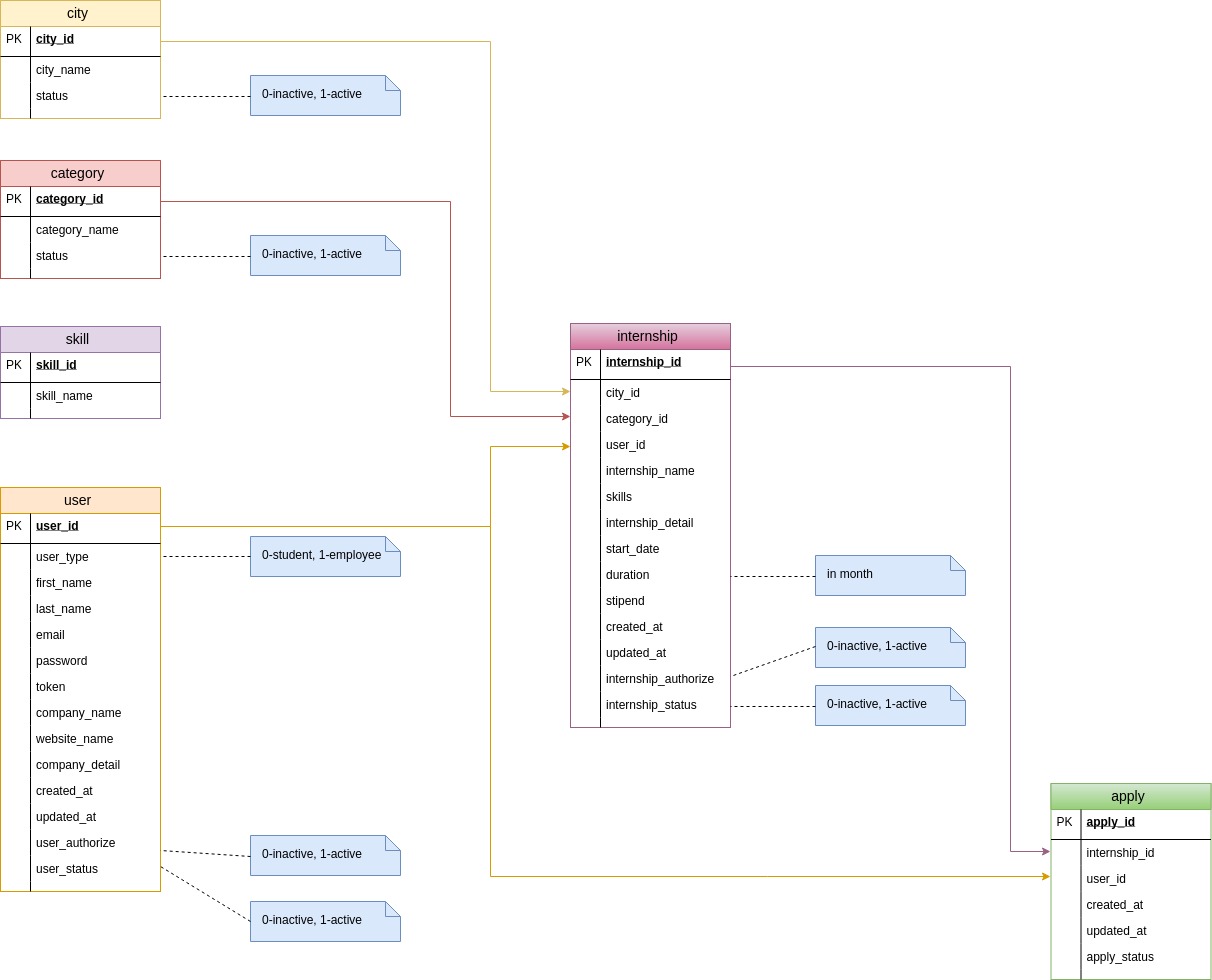 city
PK city_id
city_name
status
0-inactive, 1-active
category
PK category_id
category_name
status
0-inactive, 1-active
skill
PK skill_id
skill_name
user
PK user_id
user_type
0-student, 1-employee
first_name
last_name
email
password
token
company_name
website_name
company_detail
created_at
updated_at
user_authorize
0-inactive, 1-active
user_status
0-inactive, 1-active
internship
PK internship_id
city_id
category_id
user_id
internship_name
skills
internship_detail
start_date
duration
in month
stipend
created_at
updated_at
internship_authorize
0-inactive, 1-active
internship_status
0-inactive, 1-active
apply
PK apply_id
internship_id
user_id
created_at
updated_at
apply_status